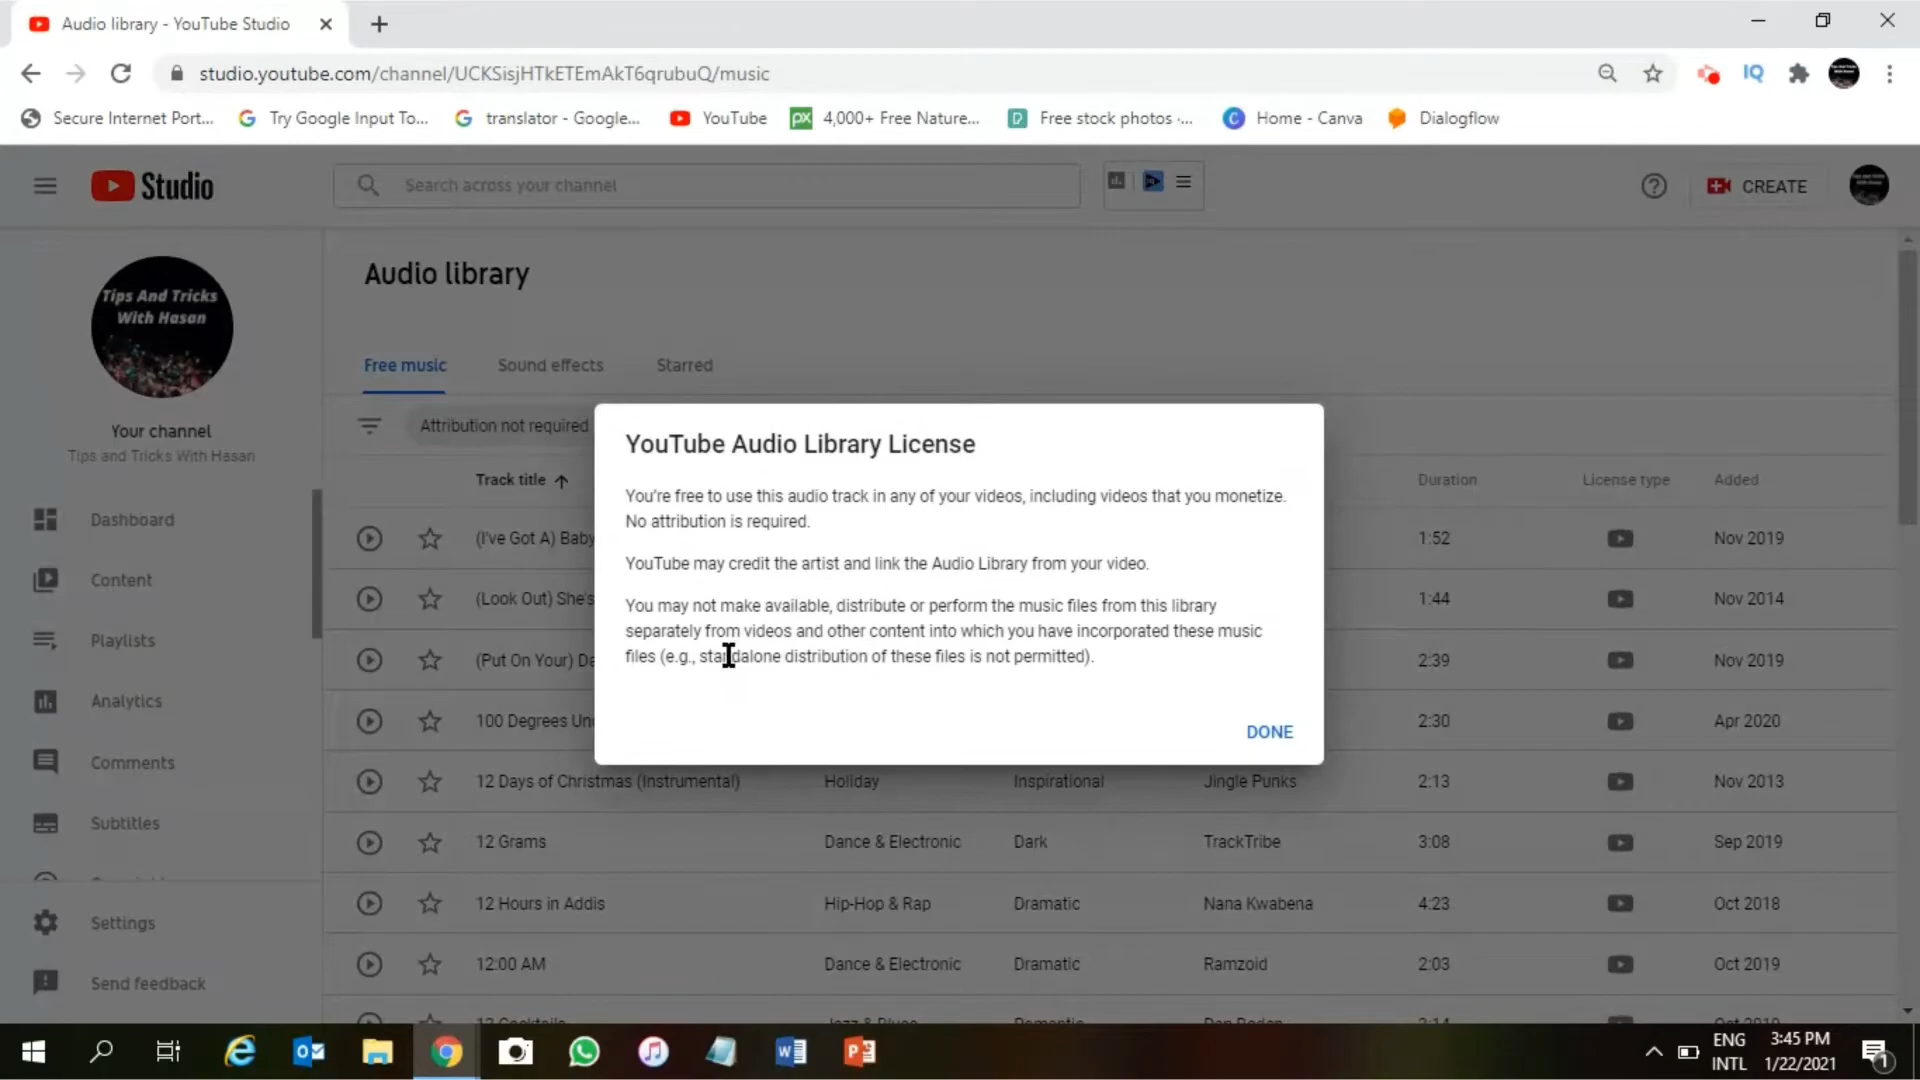 Audio library - YouTube Studio
studio.youtube.com/channel/UCKSisjHTkETEmAkT6qrubuQ/music
IQ
Secure Internet Port...
Try Google Input To...
translator - Google...
YouTube
px 4,000+ Free Nature...
Free stock photos ·...
Home - Canva
Dialogflow
Studio
Search across your channel
CREATE
Tips And Tricks
With Hasan
Your channel
Tips and Tricks With Hasan
Dashboard
Content
Playlists
Analytics
Comments
Subtitles
Settings
Send feedback
Audio library
Free music Sound effects Starred
Attribution not required
Track title Duration License type Added
(I've Got A) Baby 1:52 Nov 2019
(Look Out) She's 1:44 Nov 2014
(Put On Your) Da 2:39 Nov 2019
100 Degrees Un 2:30 Apr 2020
12 Days of Christmas (Instrumental) Holiday Inspirational Jingle Punks 2:13 Nov 2013
12 Grams Dance & Electronic Dark TrackTribe 3:08 Sep 2019
12 Hours in Addis Hip-Hop & Rap Dramatic Nana Kwabena 4:23 Oct 2018
12:00 AM Dance & Electronic Dramatic Ramzoid 2:03 Oct 2019
YouTube Audio Library License
You're free to use this audio track in any of your videos, including videos that you monetize.
No attribution is required.
YouTube may credit the artist and link the Audio Library from your video.
You may not make available, distribute or perform the music files from this library
separately from videos and other content into which you have incorporated these music
files (e.g., standalone distribution of these files is not permitted).
DONE
ENG
INTL
3:45 PM
1/22/2021
1